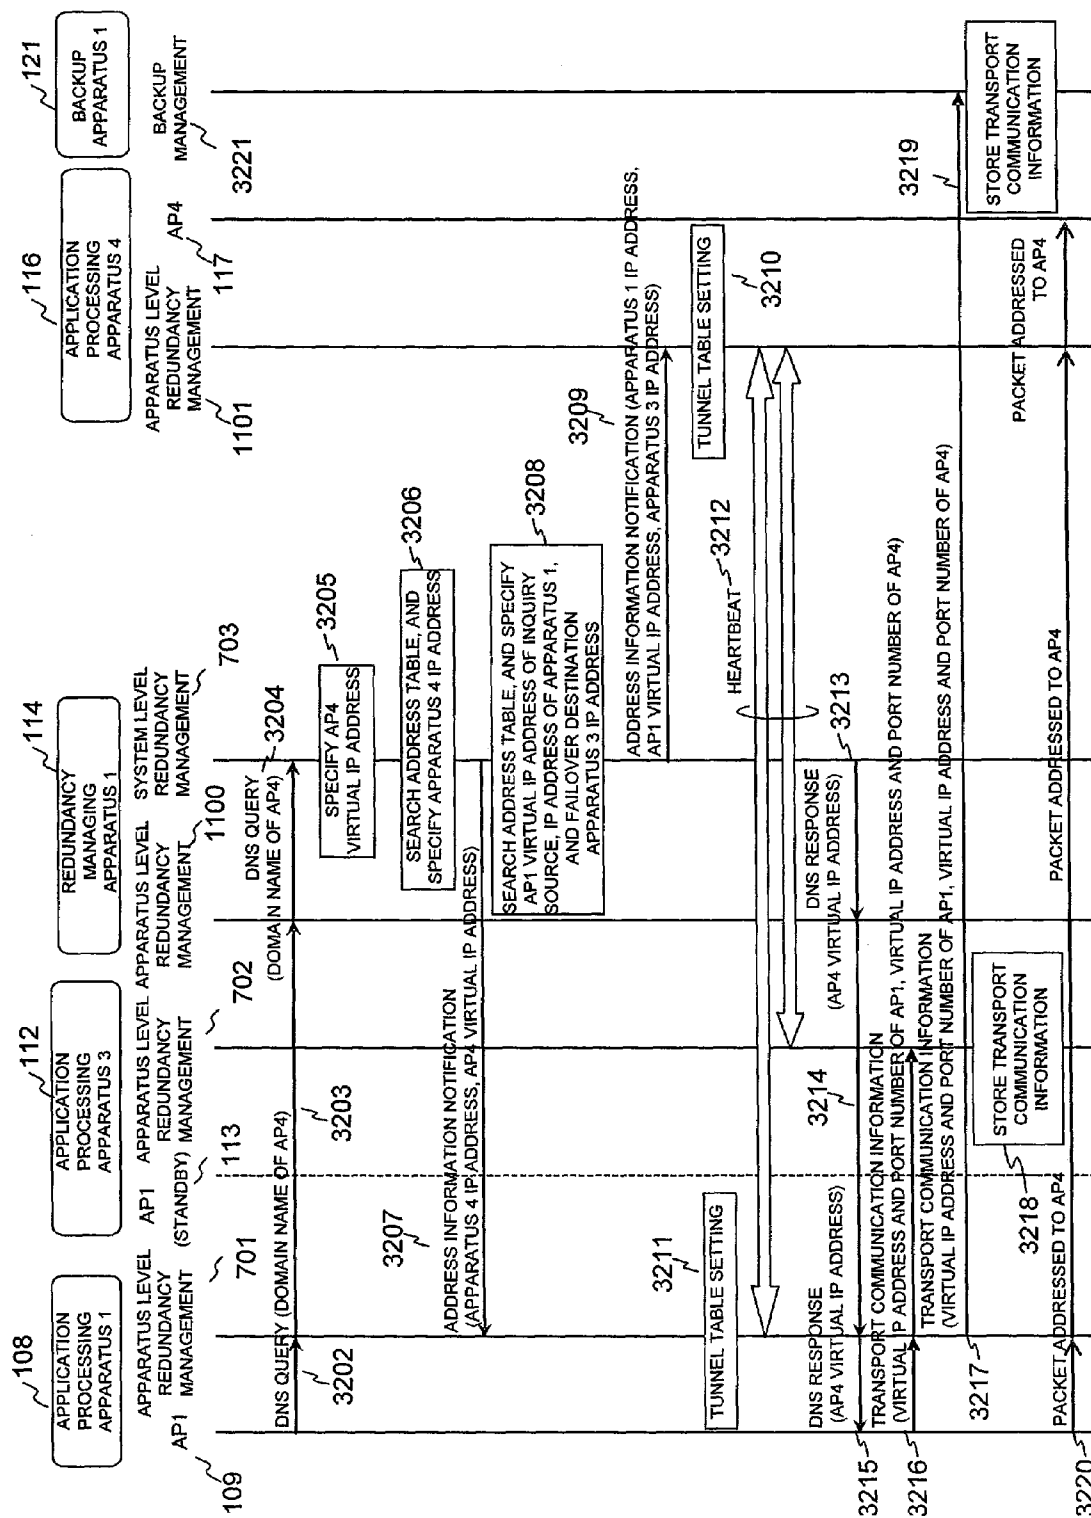 108
APPLICATION
PROCESSING
APPARATUS 1
112
APPLICATION
PROCESSING
APPARATUS 3
114
REDUNDANCY
MANAGING
APPARATUS 1
116
APPLICATION
PROCESSING
APPARATUS 4
121
BACKUP
APPARATUS 1
AP1
109
APPARATUS LEVEL
REDUNDANCY
MANAGEMENT
701
AP1
(STANDBY)
113
APPARATUS LEVEL
REDUNDANCY
MANAGEMENT
702
APPARATUS LEVEL
REDUNDANCY
MANAGEMENT
1100
SYSTEM LEVEL
REDUNDANCY
MANAGEMENT
703
APPARATUS LEVEL
REDUNDANCY
MANAGEMENT
1101
AP4
117
BACKUP
MANAGEMENT
3221
DNS QUERY (DOMAIN NAME OF AP4)
3202
3203
DNS QUERY
(DOMAIN NAME OF AP4)
3204
SPECIFY AP4
VIRTUAL IP ADDRESS
3205
SEARCH ADDRESS TABLE, AND
SPECIFY APPARATUS 4 IP ADDRESS
3206
3207
ADDRESS INFORMATION NOTIFICATION
(APPARATUS 4 IP ADDRESS, AP4 VIRTUAL IP ADDRESS)
SEARCH ADDRESS TABLE, AND SPECIFY
AP1 VIRTUAL IP ADDRESS OF INQUIRY
SOURCE, IP ADDRESS OF APPARATUS 1,
AND FAILOVER DESTINATION
APPARATUS 3 IP ADDRESS
3208
3209
ADDRESS INFORMATION NOTIFICATION (APPARATUS 1 IP ADDRESS,
AP1 VIRTUAL IP ADDRESS, APPARATUS 3 IP ADDRESS)
TUNNEL TABLE SETTING
3210
TUNNEL TABLE SETTING
3211
HEARTBEAT
3212
DNS RESPONSE
(AP4 VIRTUAL IP ADDRESS)
3213
3214
DNS RESPONSE
(AP4 VIRTUAL IP ADDRESS)
3215
TRANSPORT COMMUNICATION INFORMATION
(VIRTUAL IP ADDRESS AND PORT NUMBER OF AP1, VIRTUAL IP ADDRESS AND PORT NUMBER OF AP4)
3216
TRANSPORT COMMUNICATION INFORMATION
(VIRTUAL IP ADDRESS AND PORT NUMBER OF AP1, VIRTUAL IP ADDRESS AND PORT NUMBER OF AP4)
3217
3219
STORE TRANSPORT
COMMUNICATION
INFORMATION
3218
STORE TRANSPORT
COMMUNICATION
INFORMATION
PACKET ADDRESSED TO AP4
3220
PACKET ADDRESSED TO AP4
PACKET ADDRESSED
TO AP4